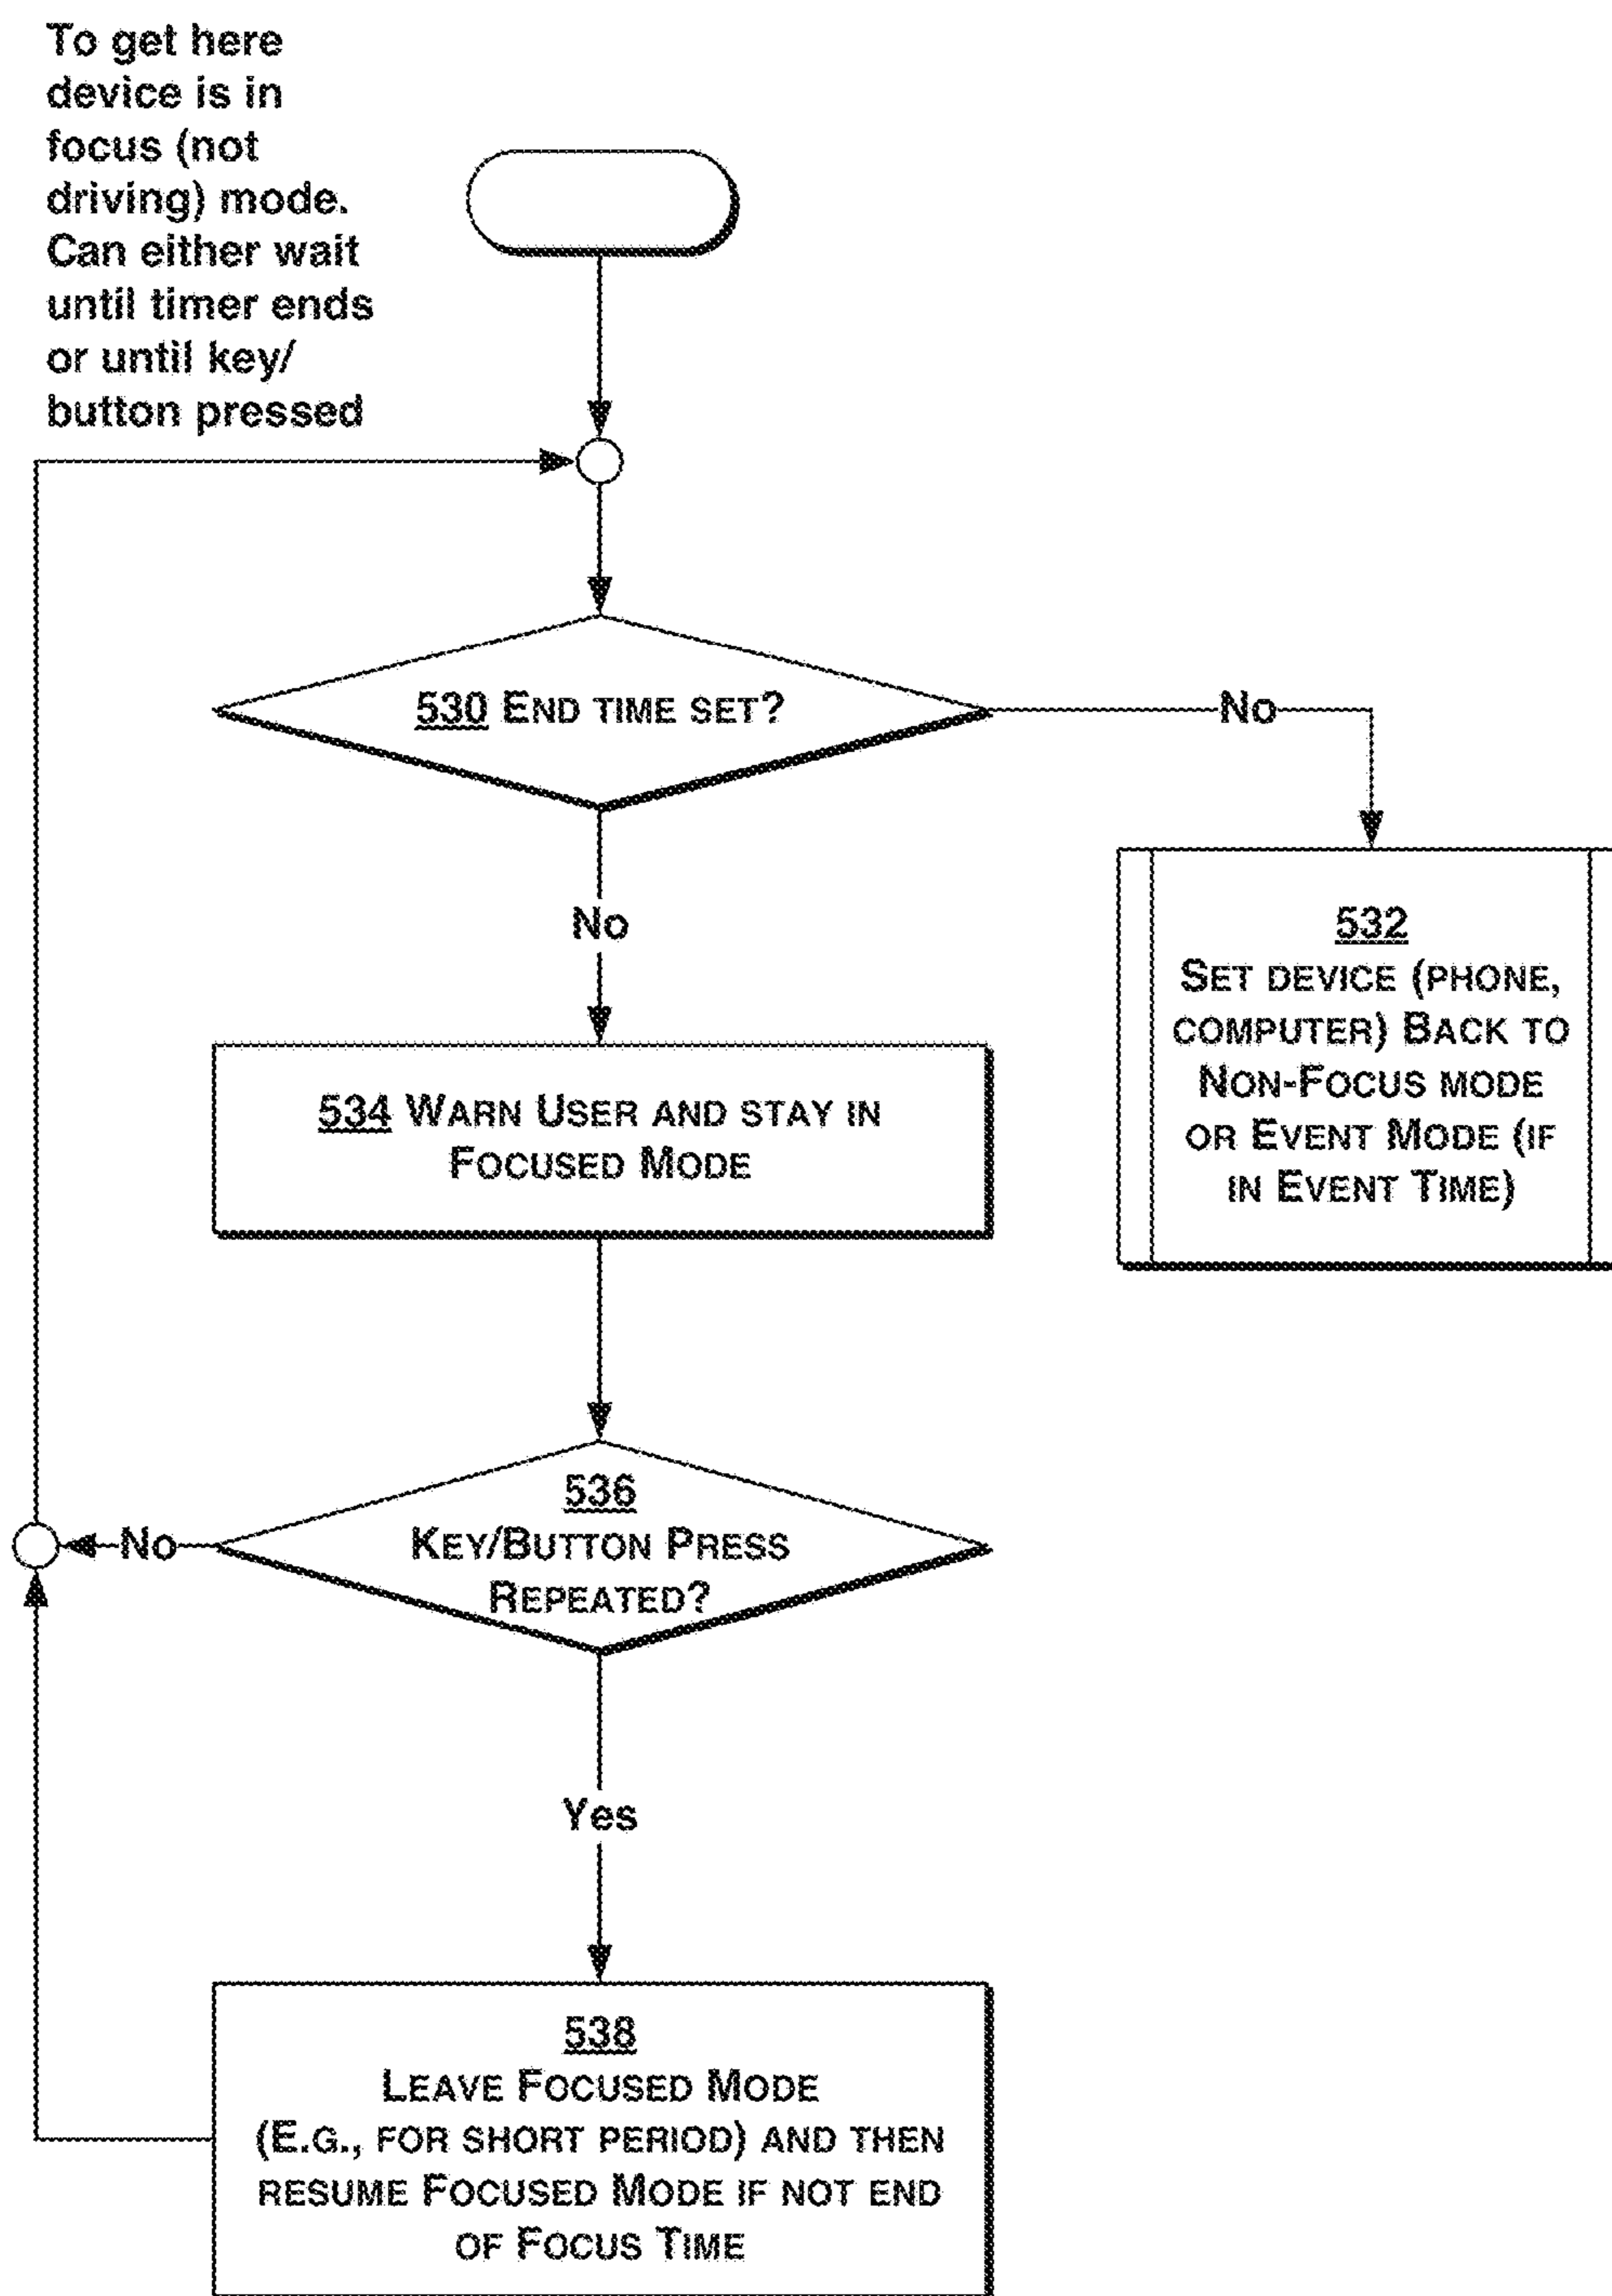 To get here
device is in
focus (not
driving) mode.
Can either wait
until timer ends
or until key/
button pressed
530 END TIME SET?
No
No
532
SET DEVICE (PHONE,
COMPUTER) BACK TO
NON-FOCUS MODE
OR EVENT MODE (IF
IN EVENT TIME)
534 WARN USER AND STAY IN
FOCUSED MODE
536
KEY/BUTTON PRESS
REPEATED?
No
Yes
538
LEAVE FOCUSED MODE
(E.G., FOR SHORT PERIOD) AND THEN
RESUME FOCUSED MODE IF NOT END
OF FOCUS TIME